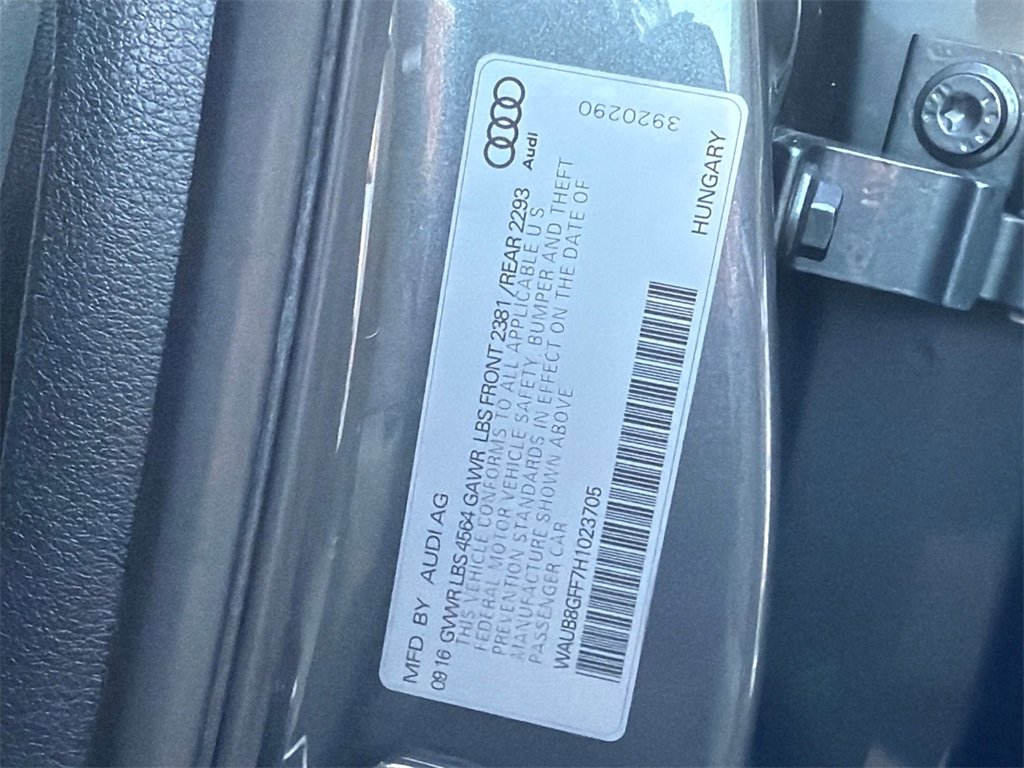 Audi
MFD BY AUDI AG
0916 GVWR LBS 4564 GAWR LBS FRONT 2381/REAR 2293
THIS VEHICLE CONFORMS TO ALL APPLICABLE U S
FEDERAL MOTOR VEHICLE SAFETY, BUMPER AND THEFT
PREVENTION STANDARDS IN EFFECT ON THE DATE OF
MANUFACTURE SHOWN ABOVE
PASSENGER CAR
WAUB8GFF7H1023705
HUNGARY
3920290